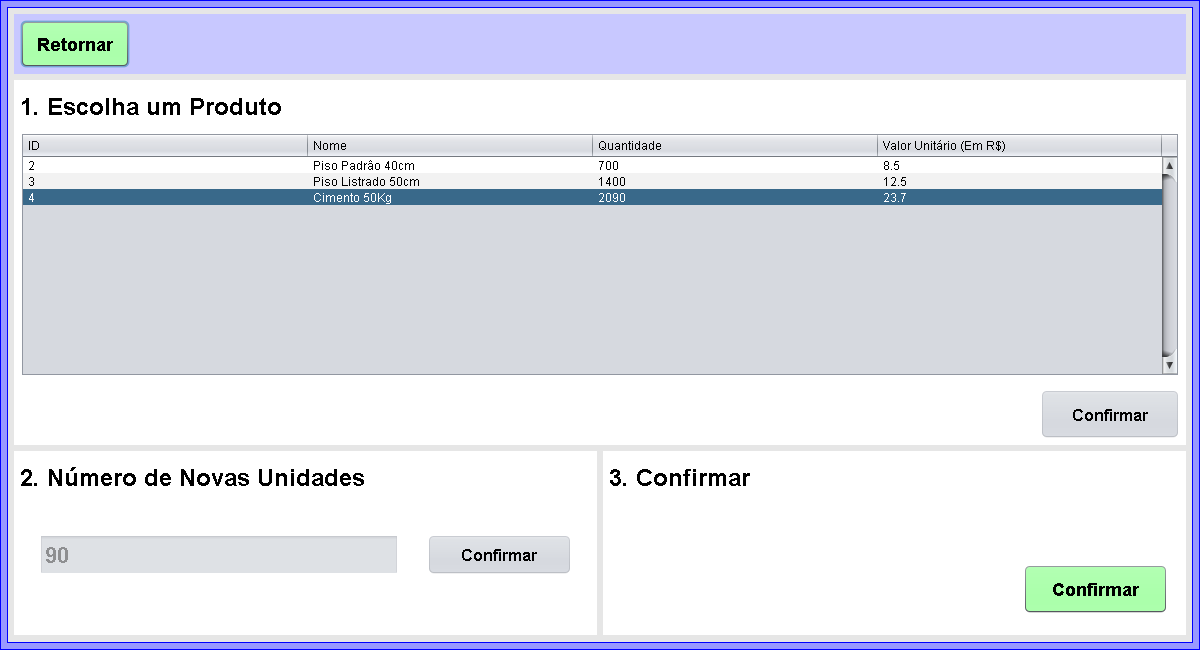 Retornar
1. Escolha um Produto
ID Nome Quantidade Valor Unitário (Em R$)
2 Piso Padrão 40cm 700 8.5
3 Piso Listrado 50cm 1400 12.5
4 Cimento 50Kg 2090 23.7
Confirmar
2. Número de Novas Unidades
90 Confirmar
3. Confirmar
Confirmar